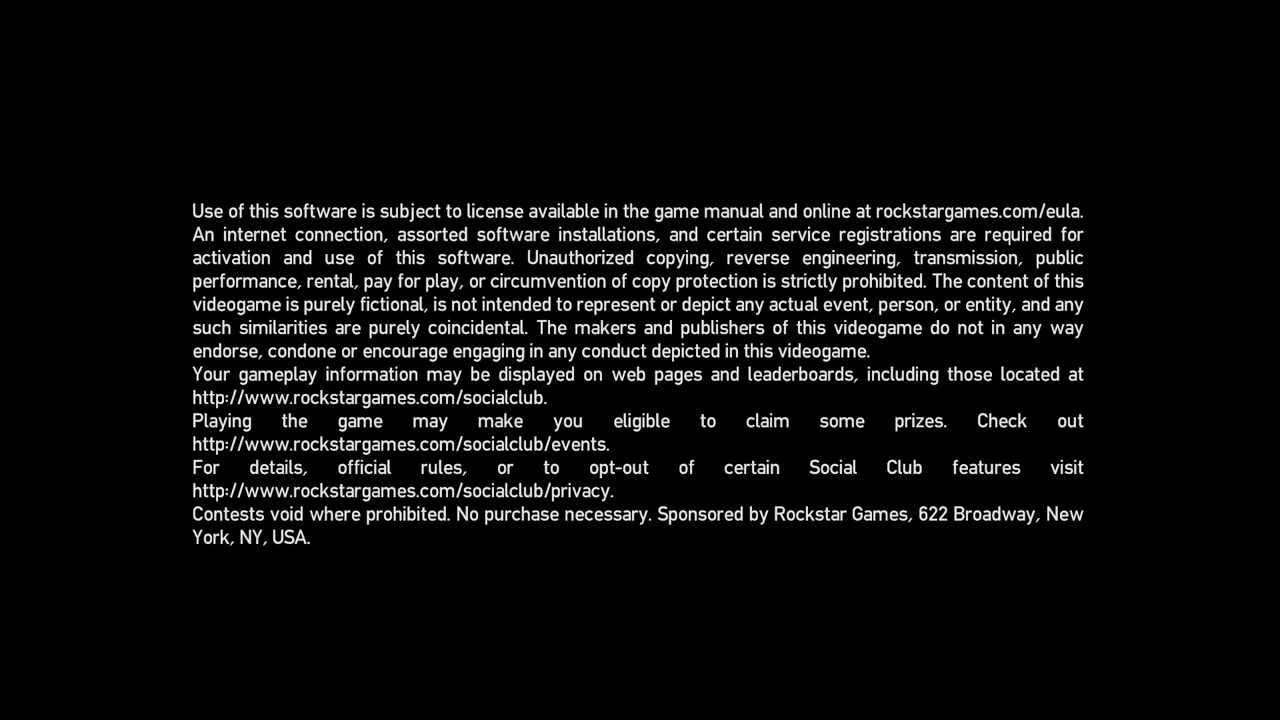 Use of this software is subject to license available in the game manual and online at rockstargames.com/eula.
An internet connection, assorted software installations, and certain service registrations are required for
activation and use of this software. Unauthorized copying, reverse engineering, transmission, public
performance, rental, pay for play, or circumvention of copy protection is strictly prohibited. The content of this
videogame is purely fictional, is not intended to represent or depict any actual event, person, or entity, and any
such similarities are purely coincidental. The makers and publishers of this videogame do not in any way
endorse, condone or encourage engaging in any conduct depicted in this videogame.
Your gameplay information may be displayed on web pages and leaderboards, including those located at
http://www.rockstargames.com/socialclub.
Playing the game may make you eligible to claim some prizes. Check out
http://www.rockstargames.com/socialclub/events.
For details, official rules, or to opt-out of certain Social Club features visit
http://www.rockstargames.com/socialclub/privacy.
Contests void where prohibited. No purchase necessary. Sponsored by Rockstar Games, 622 Broadway, New
York, NY, USA.